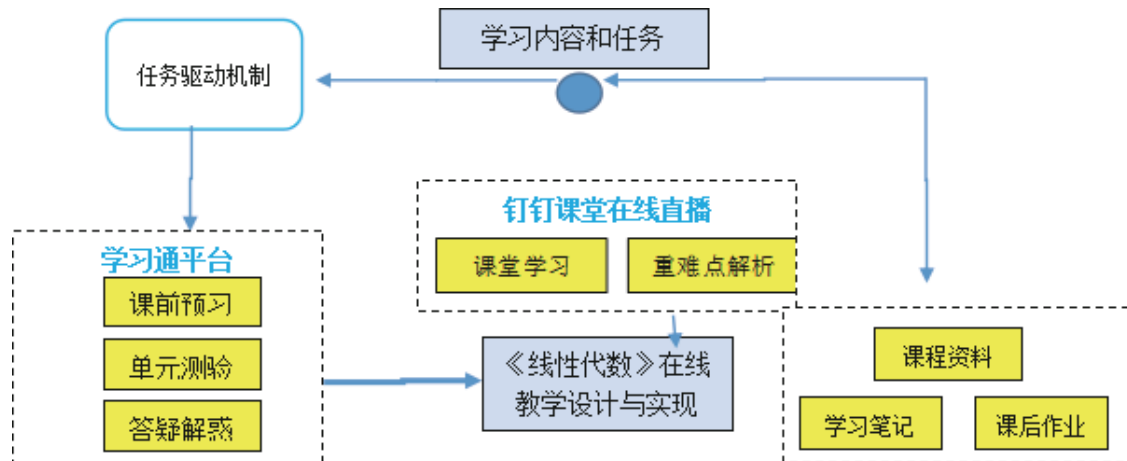 学习内容和任务
任务驱动机制
钉钉课堂在线直播
课堂学习
重难点解析
学习通平台
课前预习
单元测验
答疑解惑
《线性代数》在线
教学设计与实现
课程资料
学习笔记
课后作业